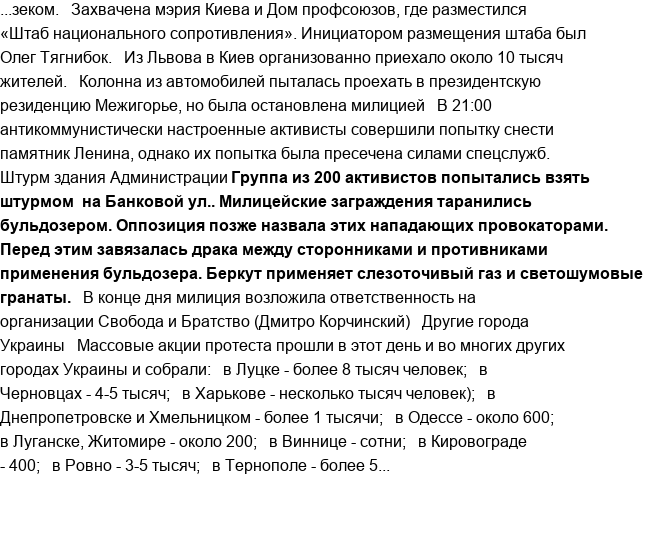 ...зеком.   Захвачена мэрия Киева и Дом профсоюзов, где разместился
«Штаб национального сопротивления». Инициатором размещения штаба был
Олег Тягнибок.   Из Львова в Киев организованно приехало около 10 тысяч
жителей.   Колонна из автомобилей пыталась проехать в президентскую
резиденцию Межигорье, но была остановлена милицией   В 21:00
антикоммунистически настроенные активисты совершили попытку снести
памятник Ленина, однако их попытка была пресечена силами спецслужб.
Штурм здания Администрации Группа из 200 активистов попытались взять
штурмом  на Банковой ул.. Милицейские заграждения таранились
бульдозером. Оппозиция позже назвала этих нападающих провокаторами.
Перед этим завязалась драка между сторонниками и противниками
применения бульдозера. Беркут применяет слезоточивый газ и светошумовые
гранаты.   В конце дня милиция возложила ответственность на
организации Свобода и Братство (Дмитро Корчинский)   Другие города
Украины   Массовые акции протеста прошли в этот день и во многих других
городах Украины и собрали:   в Луцке - более 8 тысяч человек;   в
Черновцах - 4-5 тысяч;   в Харькове - несколько тысяч человек);   в
Днепропетровске и Хмельницком - более 1 тысячи;   в Одессе - около 600;
в Луганске, Житомире - около 200;   в Виннице - сотни;   в Кировограде
- 400;   в Ровно - 3-5 тысяч;   в Тернополе - более 5...